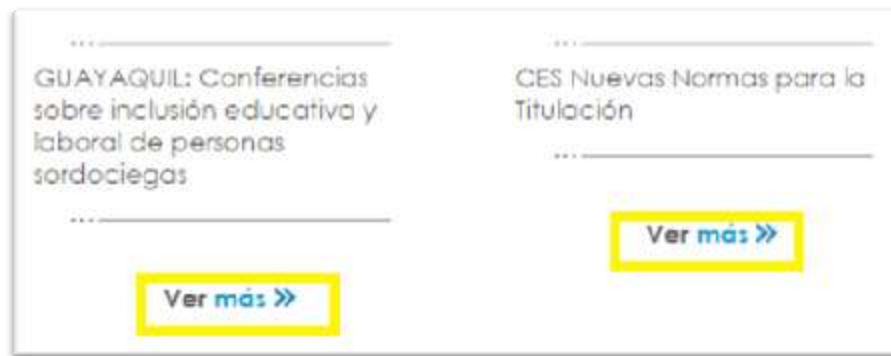 GUAYAQUIL: Conferencias
sobre inclusión educativa y
laboral de personas
sordociegas
Ver más »
CES Nuevas Normas para la
Titulación
Ver más »